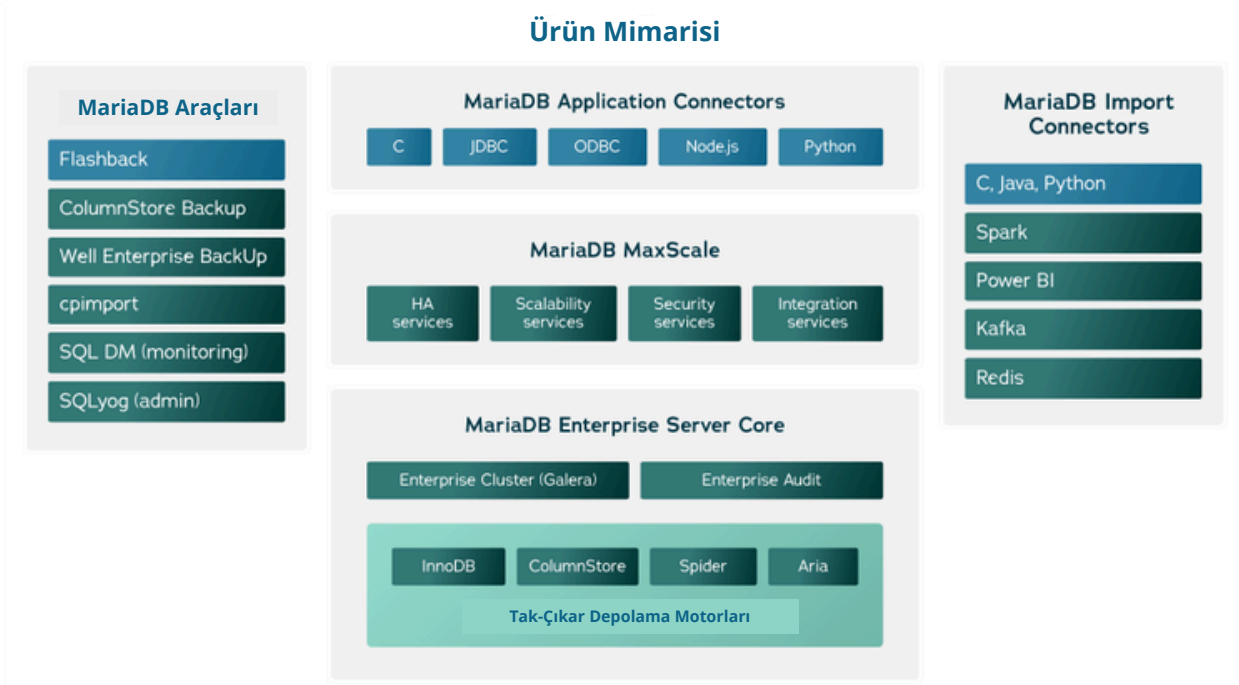 Ürün Mimarisi
MariaDB Araçları
Flashback
ColumnStore Backup
Well Enterprise BackUp
cpimport
SQL DM (monitoring)
SQLyog (admin)
MariaDB Application Connectors
C
JDBC
ODBC
Node.js
Python
MariaDB MaxScale
HA
services
Scalability
services
Security
services
Integration
services
MariaDB Enterprise Server Core
Enterprise Cluster (Galera)
Enterprise Audit
InnoDB
ColumnStore
Spider
Aria
Tak-Çıkar Depolama Motorları
MariaDB Import
Connectors
C, Java, Python
Spark
Power BI
Kafka
Redis